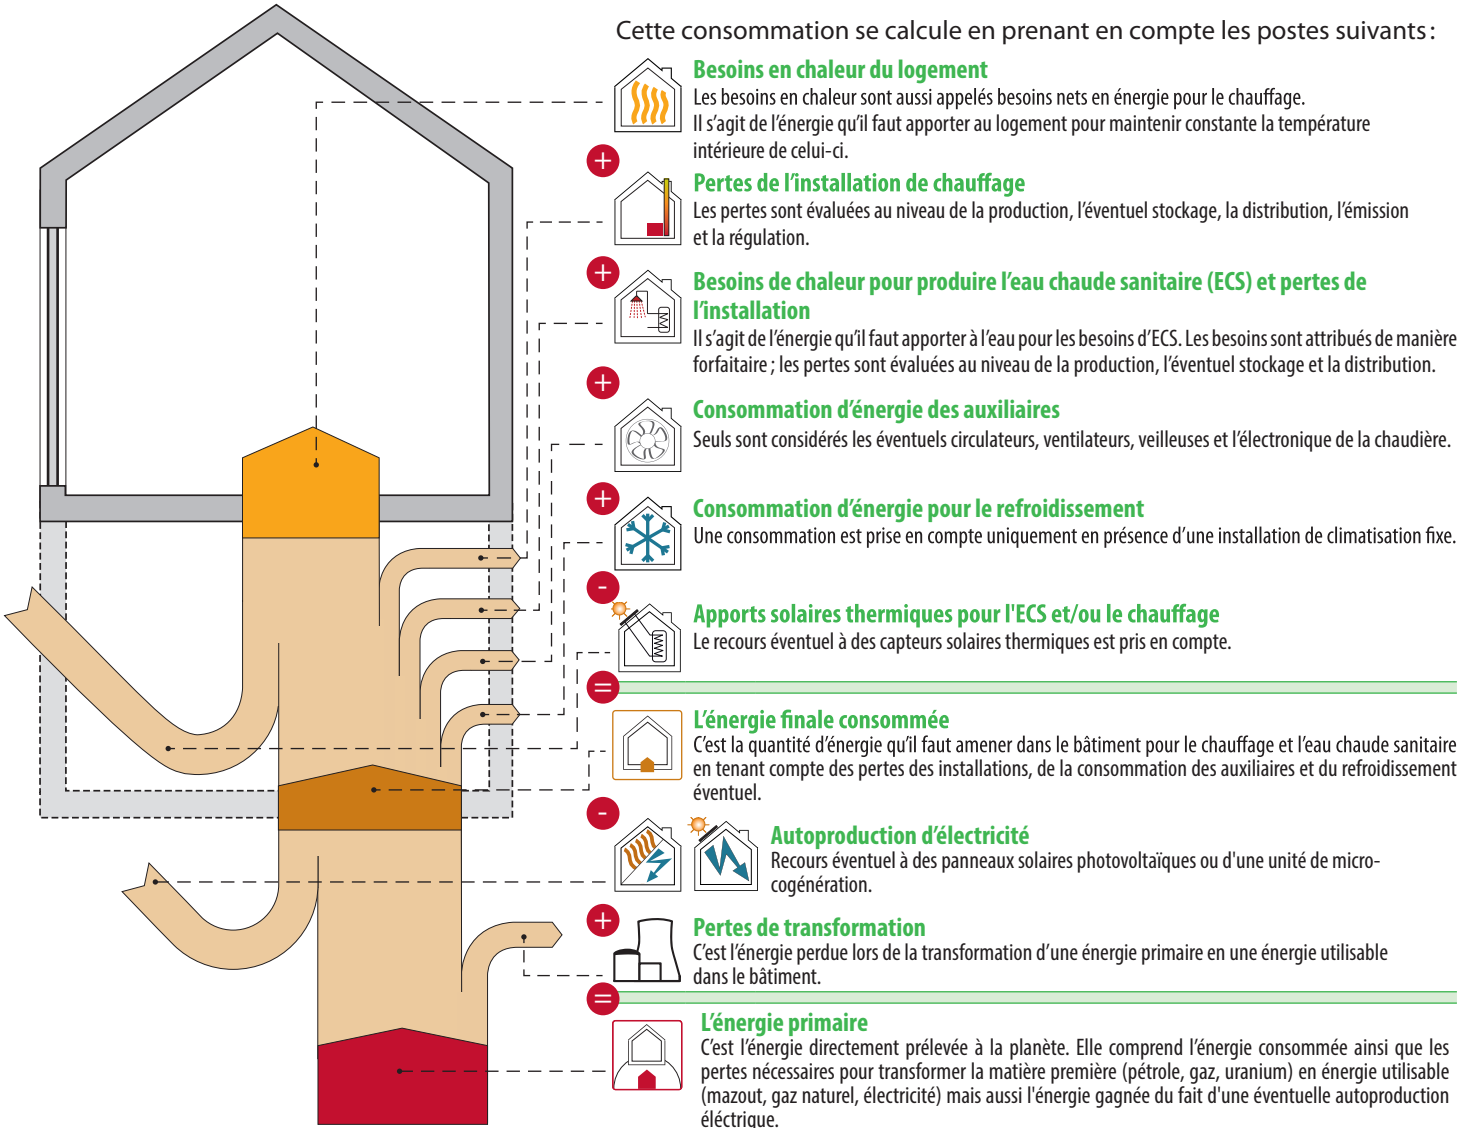 Cette consommation se calcule en prenant en compte les postes suivants :
Besoins en chaleur du logement
Les besoins en chaleur sont aussi appelés besoins nets en énergie pour le chauffage.
Il s’agit de l’énergie qu’il faut apporter au logement pour maintenir constante la température
intérieure de celui-ci.
+
Pertes de l’installation de chauffage
Les pertes sont évaluées au niveau de la production, l’éventuel stockage, la distribution, l’émission
et la régulation.
+
Besoins de chaleur pour produire l’eau chaude sanitaire (ECS) et pertes de
l’installation
Il s’agit de l’énergie qu’il faut apporter à l’eau pour les besoins d’ECS. Les besoins sont attribués de manière
forfaitaire ; les pertes sont évaluées au niveau de la production, l’éventuel stockage et la distribution.
+
Consommation d’énergie des auxiliaires
Seuls sont considérés les éventuels circulateurs, ventilateurs, veilleuses et l’électronique de la chaudière.
+
Consommation d’énergie pour le refroidissement
Une consommation est prise en compte uniquement en présence d’une installation de climatisation fixe.
-
Apports solaires thermiques pour l'ECS et/ou le chauffage
Le recours éventuel à des capteurs solaires thermiques est pris en compte.
=
L’énergie finale consommée
C’est la quantité d’énergie qu’il faut amener dans le bâtiment pour le chauffage et l’eau chaude sanitaire
en tenant compte des pertes des installations, de la consommation des auxiliaires et du refroidissement
éventuel.
-
Autoproduction d’électricité
Recours éventuel à des panneaux solaires photovoltaïques ou d'une unité de micro-
cogénération.
+
Pertes de transformation
C’est l’énergie perdue lors de la transformation d’une énergie primaire en une énergie utilisable
dans le bâtiment.
=
L’énergie primaire
C’est l’énergie directement prélevée à la planète. Elle comprend l’énergie consommée ainsi que les
pertes nécessaires pour transformer la matière première (pétrole, gaz, uranium) en énergie utilisable
(mazout, gaz naturel, électricité) mais aussi l'énergie gagnée du fait d'une éventuelle autoproduction
éléctrique.